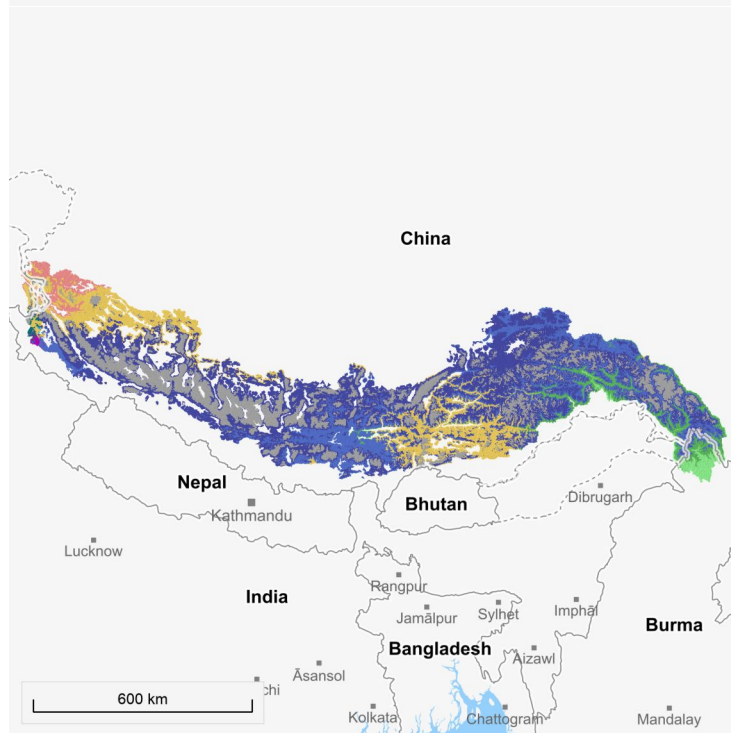 China
Nepal
Kathmandu
Bhutan
Dibrugarh
Lucknow
Rangpur
India
Jamālpur
Sylhet
Imphāl
Burma
Bangladesh
Aizawl
Āsansol
chi
600 km
Kolkata
Chattogram
Mandalay